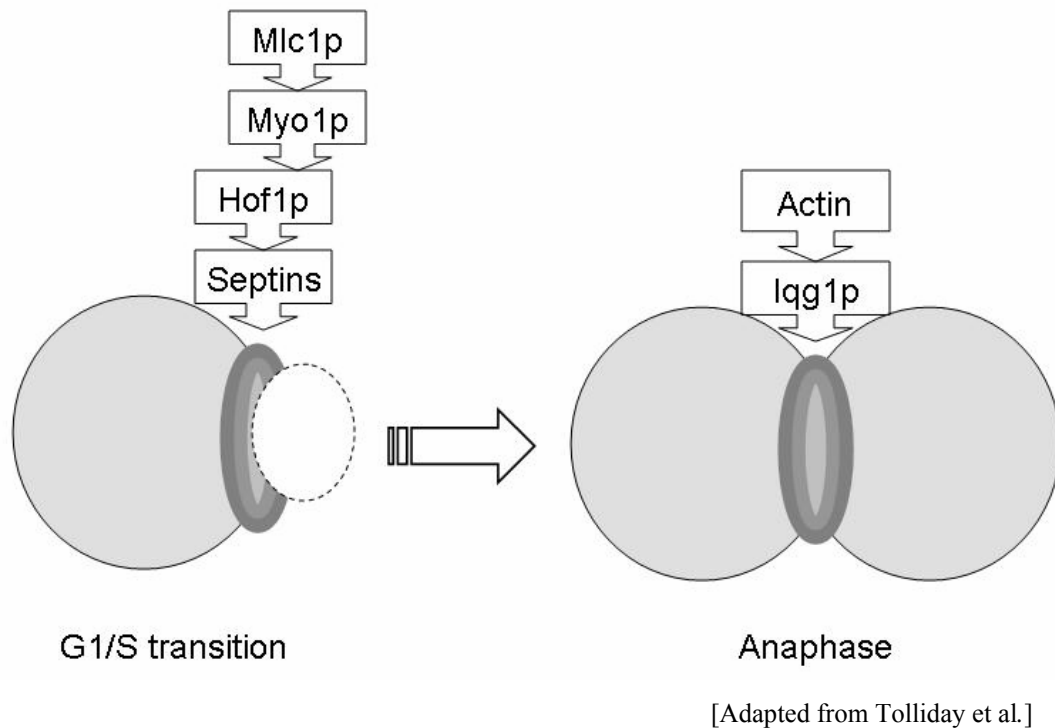 Mlc1p
Myo1p
Hof1p
Septins
Actin
Iqg1p
G1/S transition
Anaphase
[Adapted from Tolliday et al.]